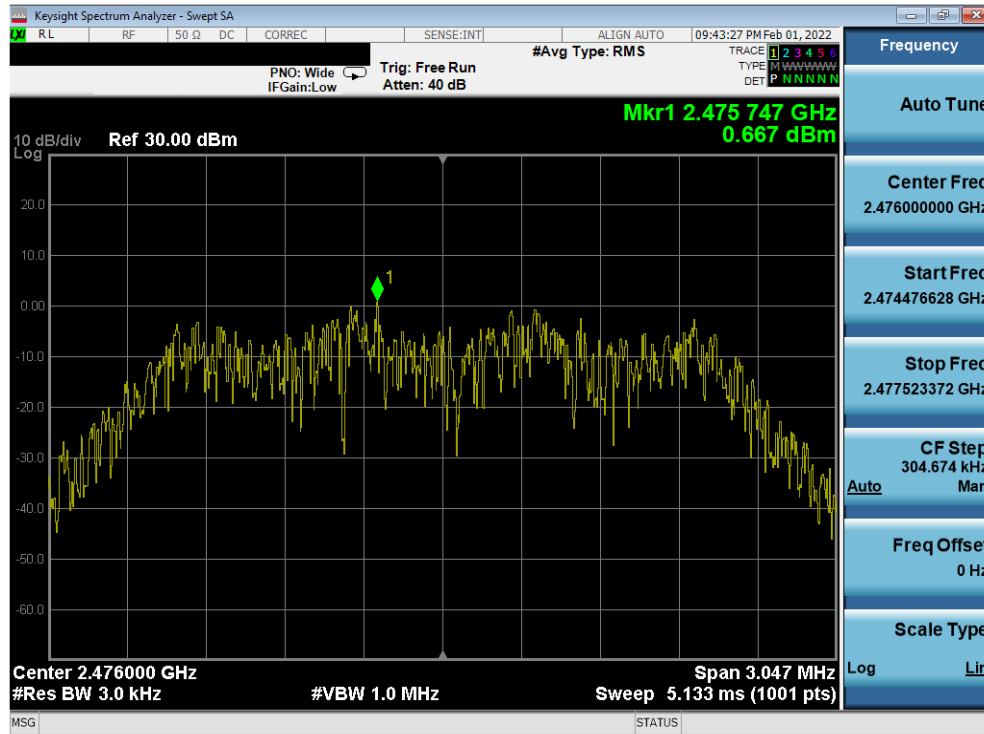 Keysight Spectrum Analyzer - Swept SA
LXI RL RF 50 Ω DC CORREC SENSE:INT ALIGN AUTO 09:43:27 PM Feb 01, 2022
#Avg Type: RMS
TRACE 1 2 3 4 5 6
PNO: Wide Trig: Free Run
TYPE M WWWWW
IFGain:Low Atten: 40 dB
DET P N N N N N
Mkr1 2.475 747 GHz
0.667 dBm
10 dB/div Ref 30.00 dBm
Log
20.0
10.0
1
0.00
-10.0
-20.0
-30.0
-40.0
-50.0
-60.0
Center 2.476000 GHz Span 3.047 MHz
#Res BW 3.0 kHz #VBW 1.0 MHz Sweep 5.133 ms (1001 pts)
MSG STATUS
Frequency
Auto Tune
Center Freq
2.476000000 GHz
Start Freq
2.474476628 GHz
Stop Freq
2.477523372 GHz
CF Step
304.674 kHz
Auto Man
Freq Offset
0 Hz
Scale Type
Log Lin